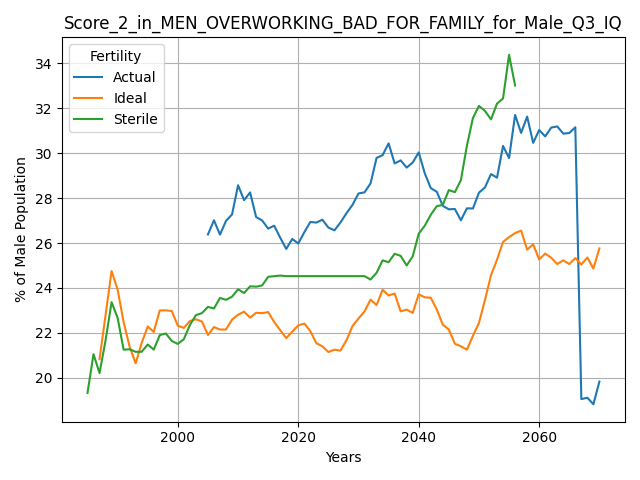 Score_2_in_MEN_OVERWORKING_BAD_FOR_FAMILY_for_Male_Q3_IQ
Fertility
Actual
Ideal
Sterile
% of Male Population
34
32
30
28
26
24
22
20
2000
2020
2040
2060
Years